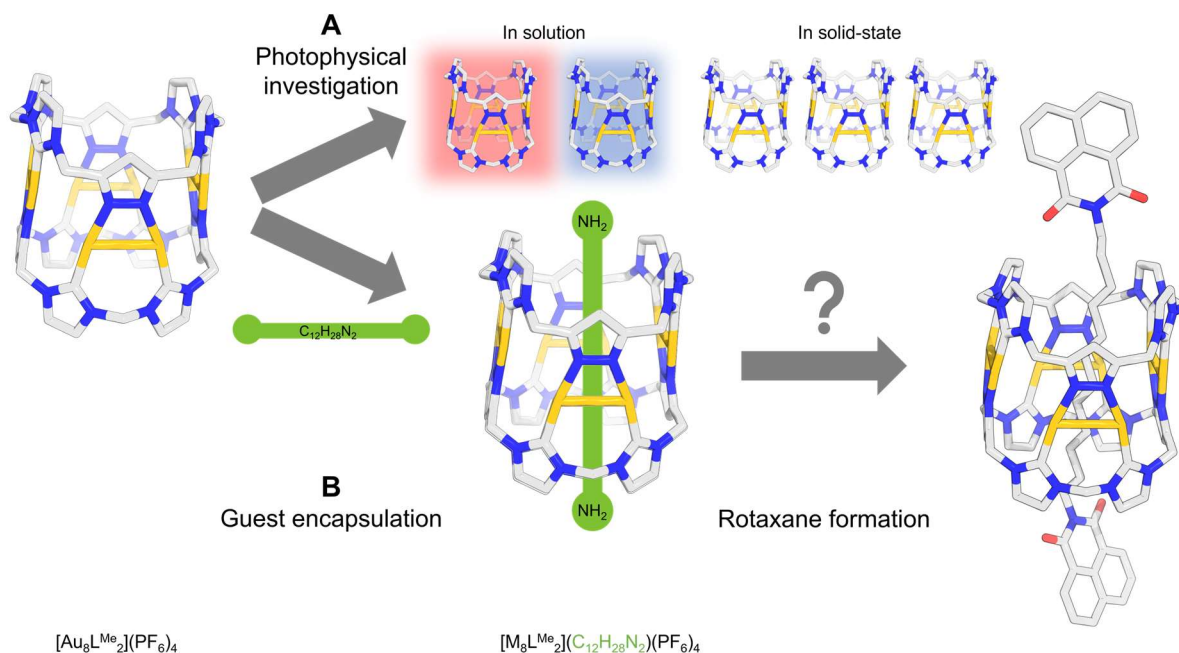 A
Photophysical
investigation
In solution
In solid-state
C₁₂H₂₈N₂
NH₂
NH₂
?
B
Guest encapsulation
Rotaxane formation
[Au₈Lᴹᵉ₂](PF₆)₄
[M₈Lᴹᵉ₂](C₁₂H₂₈N₂)(PF₆)₄